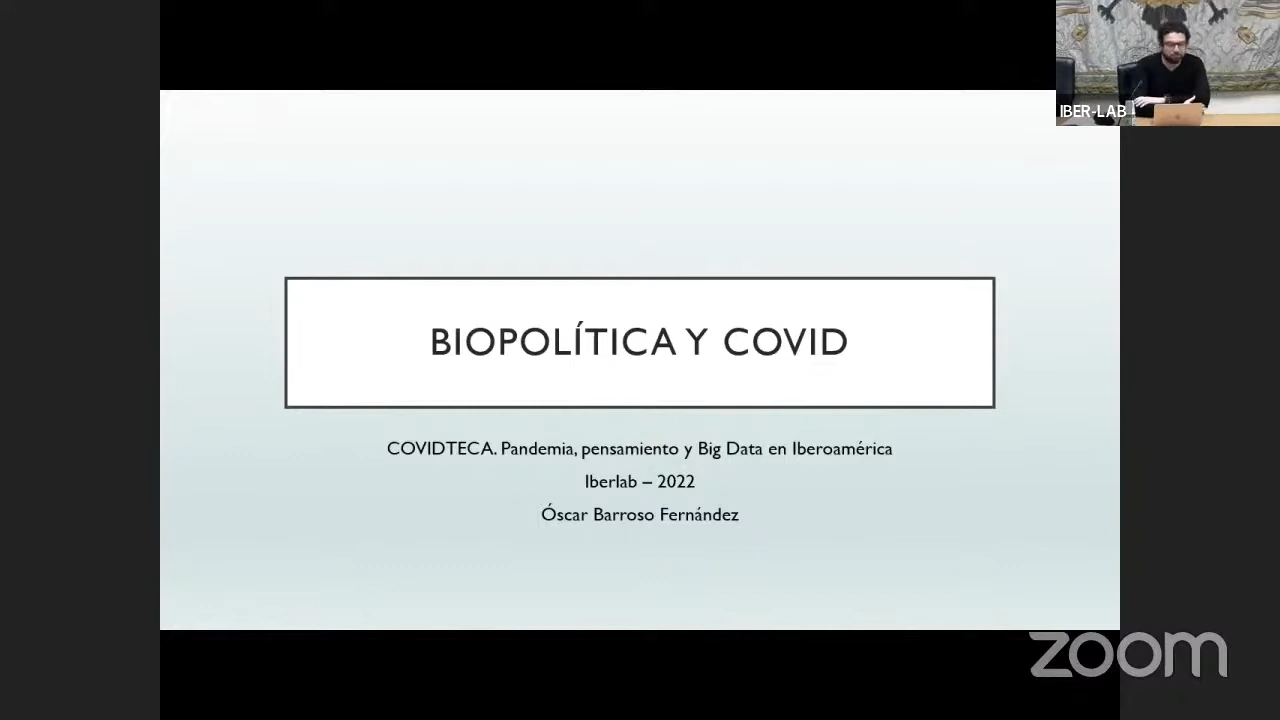 IBER-LAB
BIOPOLÍTICA Y COVID
COVIDTECA. Pandemia, pensamiento y Big Data en Iberoamérica
Iberlab – 2022
Óscar Barroso Fernández
zoom